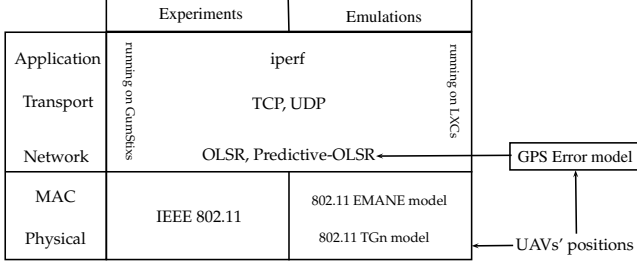 Experiments Emulations
Application iperf
running on GumStixs
running on LXCs
Transport TCP, UDP
Network OLSR, Predictive-OLSR GPS Error model
MAC IEEE 802.11 802.11 EMANE model
Physical 802.11 TGn model UAVs' positions